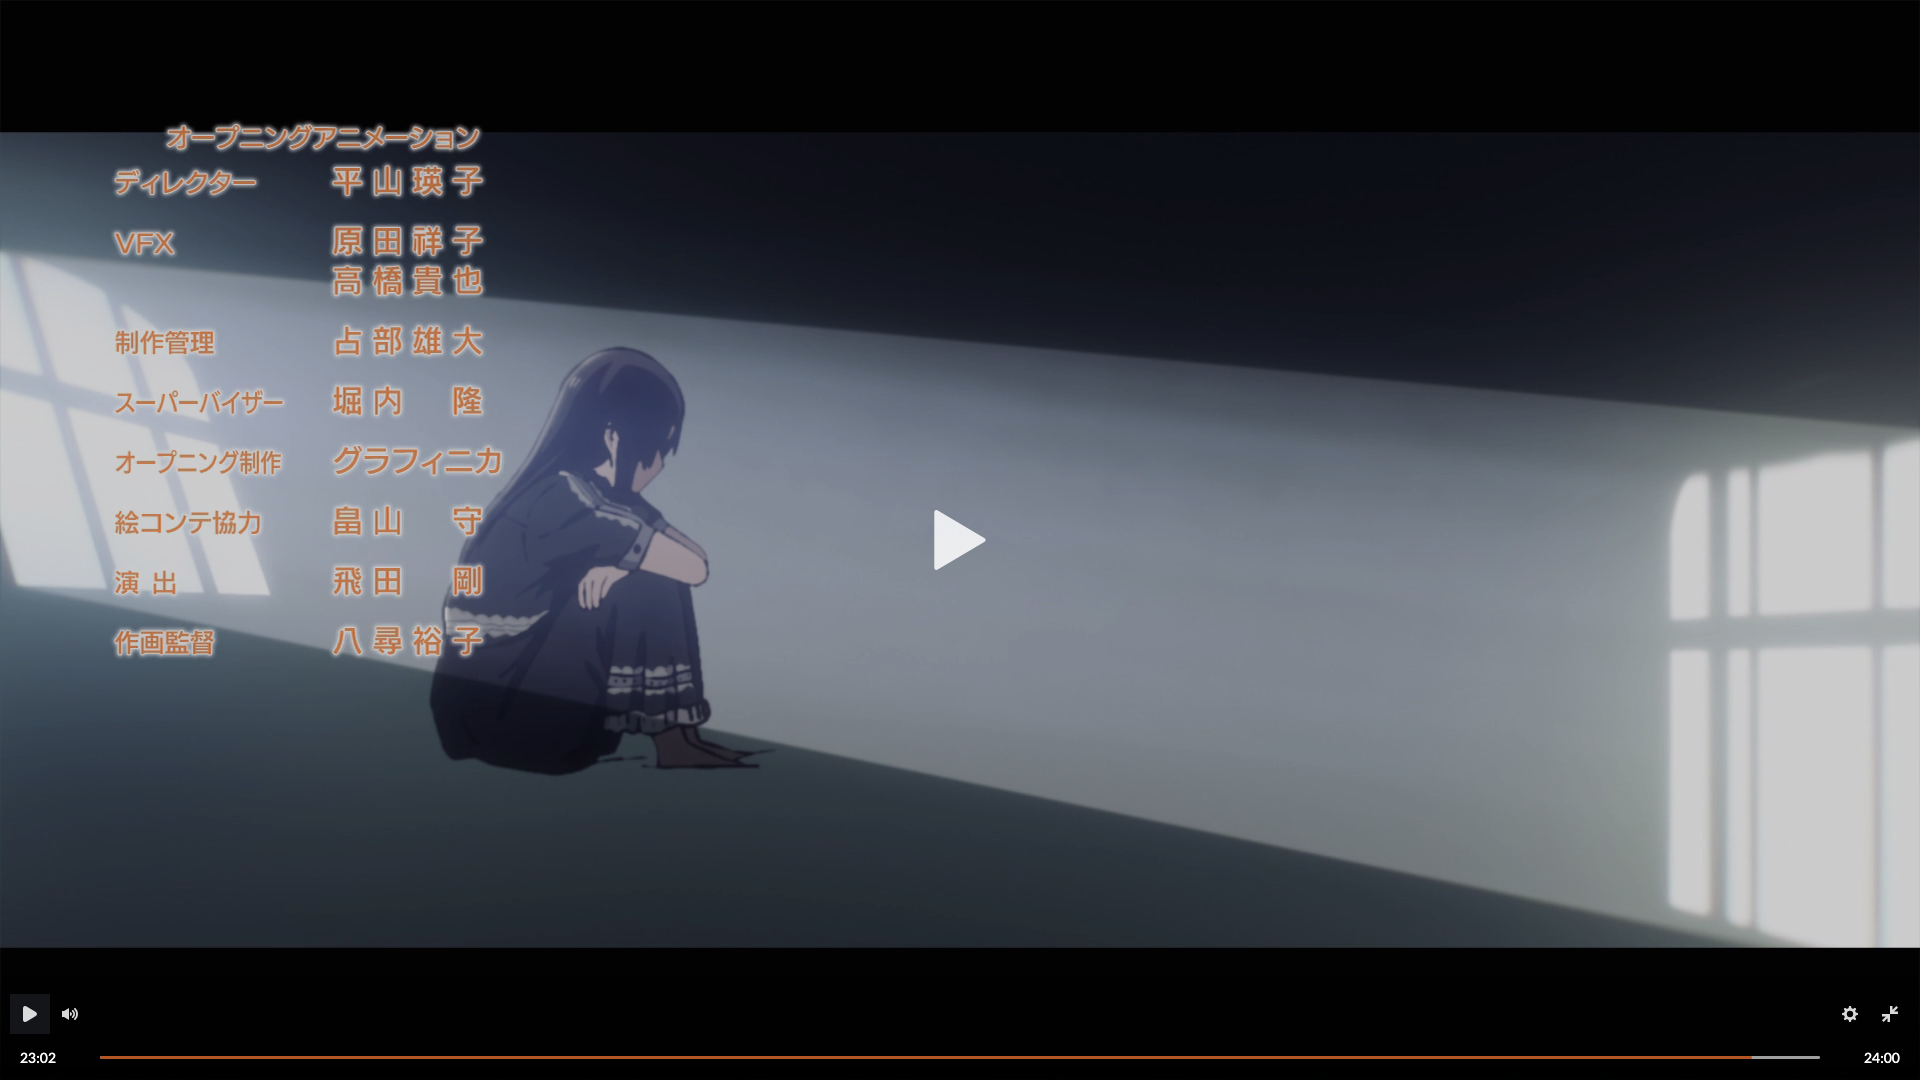 オープニングアニメーション
ディレクター 平山瑛子
VFX 原田祥子
高橋貴也
制作管理 占部雄大
スーパーバイザー 堀内 隆
オープニング制作 グラフィニカ
絵コンテ協力 畠山 守
演出 飛田 剛
作画監督 八尋裕子
23:02 24:00